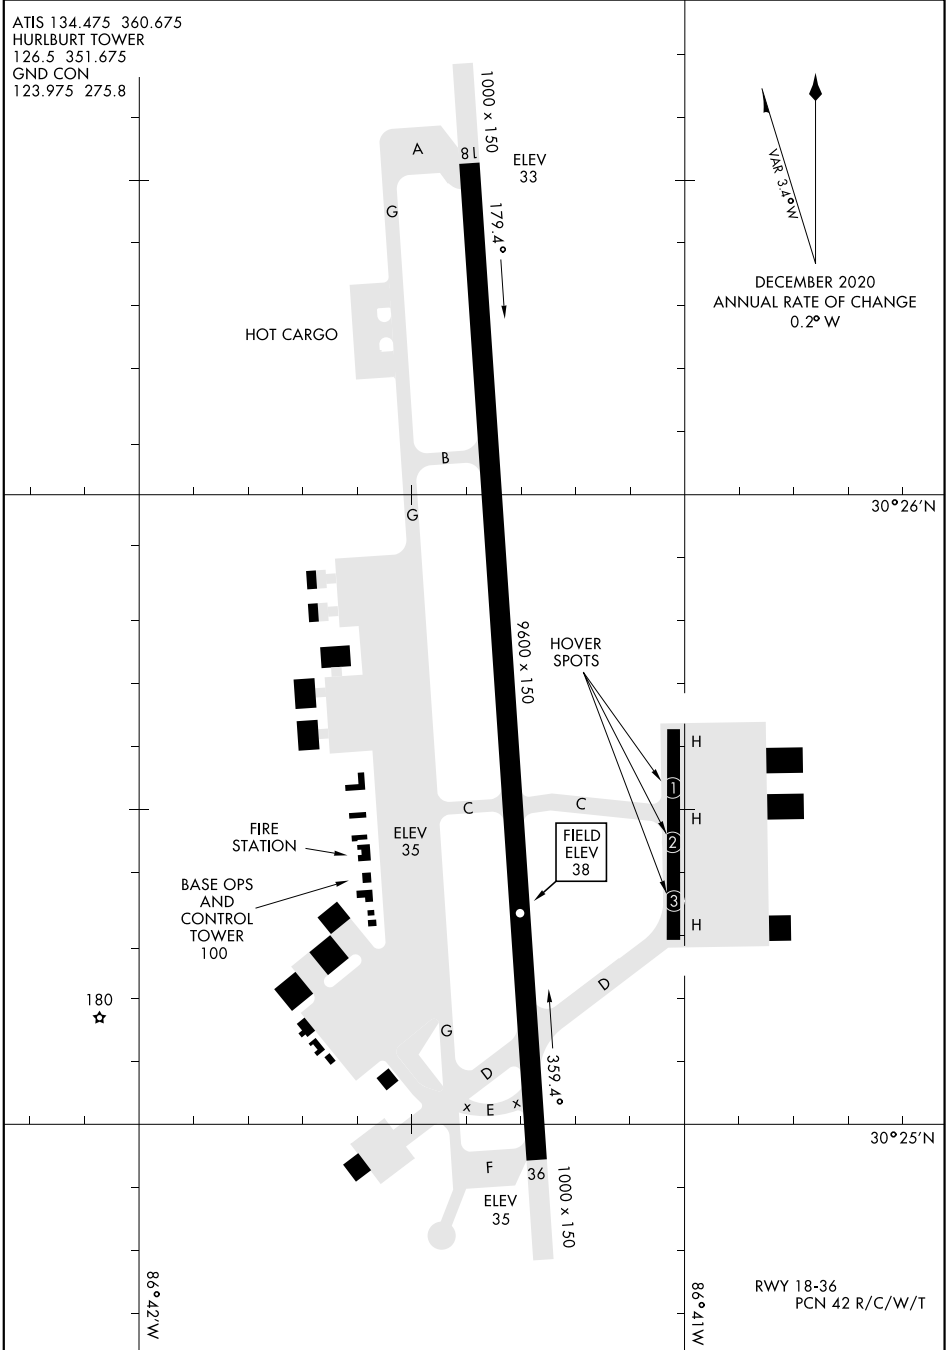 ATIS 134.475 360.675
HURLBURT TOWER
126.5 351.675
GND CON
123.975 275.8
1000 x 150
A
18
ELEV
33
VAR 3.4° W
G
179.4°
DECEMBER 2020
ANNUAL RATE OF CHANGE
0.2° W
HOT CARGO
B
G
30°26'N
9600 x 150
HOVER
SPOTS
H
1
C
C
H
FIRE
STATION
ELEV
35
FIELD
ELEV
38
2
BASE OPS
AND
CONTROL
TOWER
100
3
H
180
D
G
359.4°
D
x E x
30°25'N
F
36
ELEV
35
1000 x 150
86°42'W
86°41'W
RWY 18-36
PCN 42 R/C/W/T